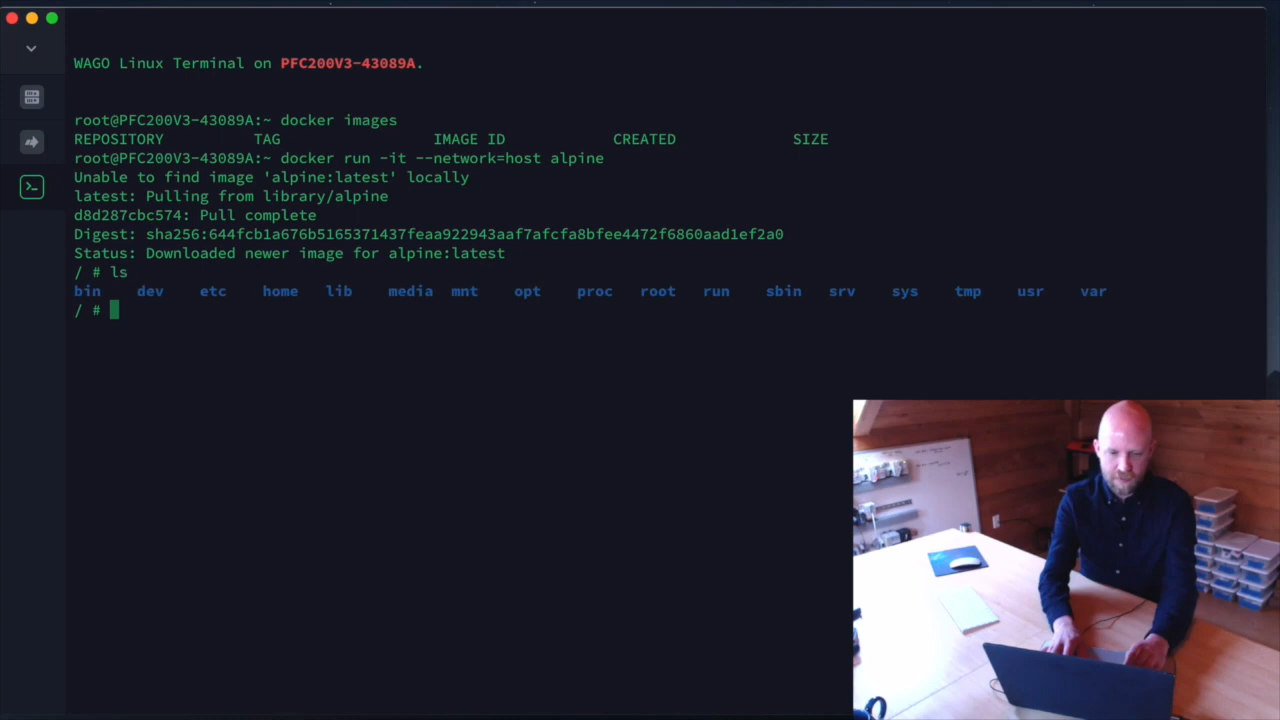 WAGO Linux Terminal on PFC200V3-43089A.
root@PFC200V3-43089A:~ docker images
REPOSITORY TAG IMAGE ID CREATED SIZE
root@PFC200V3-43089A:~ docker run -it --network=host alpine
Unable to find image 'alpine:latest' locally
latest: Pulling from library/alpine
d8d287cbc574: Pull complete
Digest: sha256:644fcb1a676b5165371437feaa922943aaf7afcfa8bfee4472f6860aad1ef2a0
Status: Downloaded newer image for alpine:latest
/ # ls
bin dev etc home lib media mnt opt proc root run sbin srv sys tmp usr var
/ #